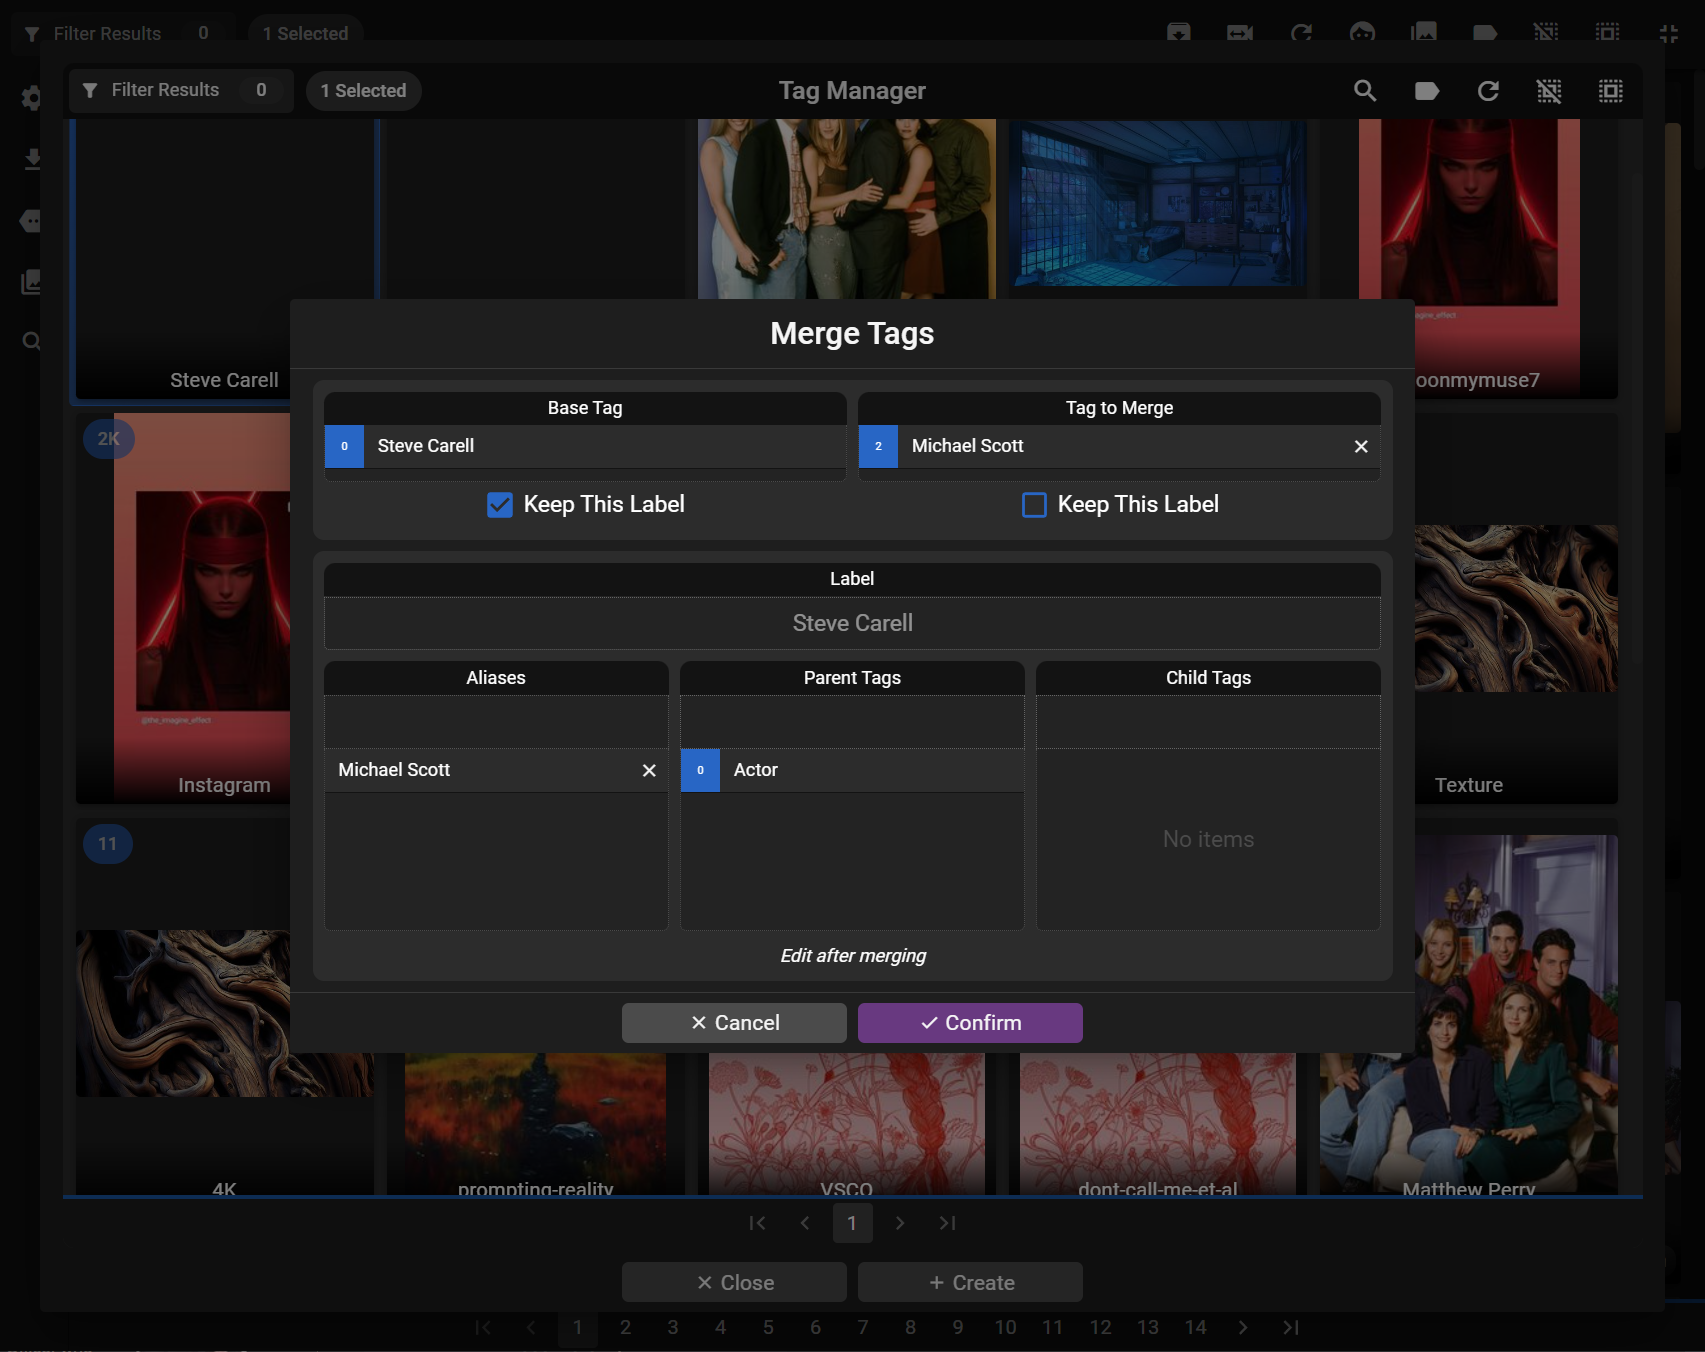 Filter Results 0 1 Selected
Filter Results 0 1 Selected Tag Manager
Steve Carell
oonmymuse7
Merge Tags
Base Tag
0 Steve Carell
Keep This Label
Tag to Merge
2 Michael Scott
Keep This Label
Label
Steve Carell
Aliases
Michael Scott
Parent Tags
0 Actor
Child Tags
No items
Edit after merging
Cancel Confirm
2K
@the_imagine_effect
Instagram
Texture
11
4K prompting-reality VSCO dont-call-me-et-al Matthew Perry
1
Close Create
1 2 3 4 5 6 7 8 9 10 11 12 13 14